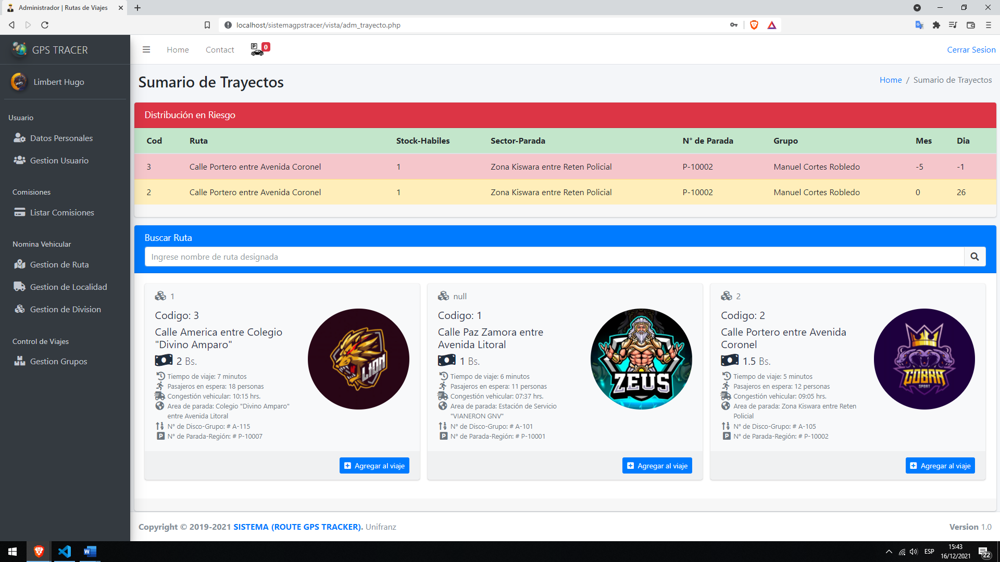 Administrador | Rutas de Viajes
localhost/sistemagpstracer/vista/adm_trayecto.php
GPS TRACER
Home
Contact
P
0
Cerrar Sesion
Limbert Hugo
Sumario de Trayectos
Home / Sumario de Trayectos
Usuario
Datos Personales
Gestion Usuario
Comisiones
Listar Comisiones
Nomina Vehicular
Gestion de Ruta
Gestion de Localidad
Gestion de Division
Control de Viajes
Gestion Grupos
Distribución en Riesgo
Cod Ruta Stock-Habiles Sector-Parada N° de Parada Grupo Mes Dia
3 Calle Portero entre Avenida Coronel 1 Zona Kiswara entre Reten Policial P-10002 Manuel Cortes Robledo -5 -1
2 Calle Portero entre Avenida Coronel 1 Zona Kiswara entre Reten Policial P-10002 Manuel Cortes Robledo 0 26
Buscar Ruta
Ingrese nombre de ruta designada
1
Codigo: 3
Calle America entre Colegio
"Divino Amparo"
2 Bs.
Tiempo de viaje: 7 minutos
Pasajeros en espera: 18 personas
Congestión vehicular: 10:15 hrs.
Area de parada: Colegio "Divino Amparo"
entre Avenida Litoral
N° de Disco-Grupo: # A-115
N° de Parada-Región: # P-10007
LION
Agregar al viaje
null
Codigo: 1
Calle Paz Zamora entre
Avenida Litoral
1 Bs.
Tiempo de viaje: 6 minutos
Pasajeros en espera: 11 personas
Congestión vehicular: 07:37 hrs.
Area de parada: Estación de Servicio
"VIANERON GNV"
N° de Disco-Grupo: # A-101
N° de Parada-Región: # P-10001
ZEUS
Agregar al viaje
2
Codigo: 2
Calle Portero entre Avenida
Coronel
1.5 Bs.
Tiempo de viaje: 5 minutos
Pasajeros en espera: 12 personas
Congestión vehicular: 09:05 hrs.
Area de parada: Zona Kiswara entre Reten
Policial
N° de Disco-Grupo: # A-105
N° de Parada-Región: # P-10002
COBRA
SPORT
Agregar al viaje
Copyright © 2019-2021 SISTEMA (ROUTE GPS TRACKER). Unifranz
Version 1.0
ESP
15:43
16/12/2021
22